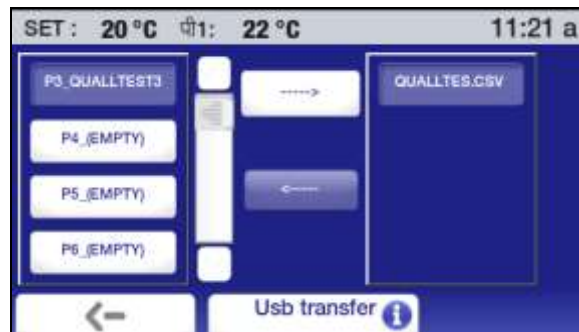 SET : 20 °C पी1: 22 °C 11:21 a
P3_QUALLTEST3
P4_(EMPTY)
P5_(EMPTY)
P6_(EMPTY)
----->
<-----
QUALLTES.CSV
Usb transfer